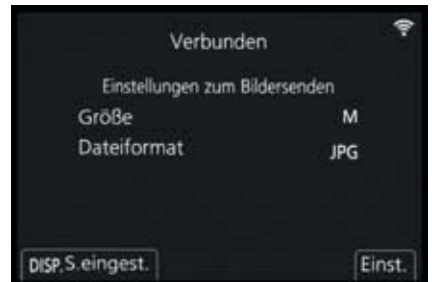 Verbunden
Einstellungen zum Bildersenden
Größe M
Dateiformat JPG
DISP.S.eingest. Einst.